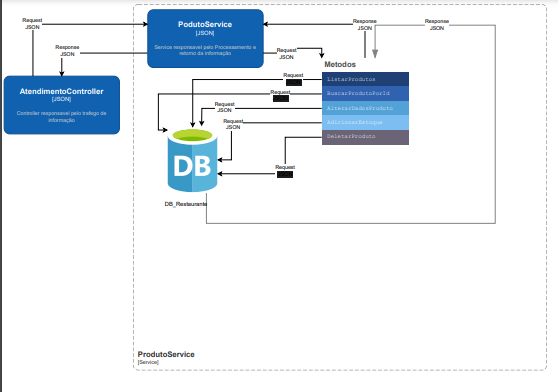 Request
JSON
PodutoService
[JSON]
Service responsavel pelo Processamento e
retorno da informação
Response
JSON
Response
JSON
Response
JSON
Request
JSON
Metodos
AtendimentoController
[JSON]
Controller responsavel pelo trafego de
informação.
Request
ListarProdutos
Request
BuscarProdutoPorId
Request
JSON
AlterarDadosProduto
Request
JSON
AdicionarEstoque
DeletarProduto
DB
Request
DB_Restaurante
ProdutoService
[Service]